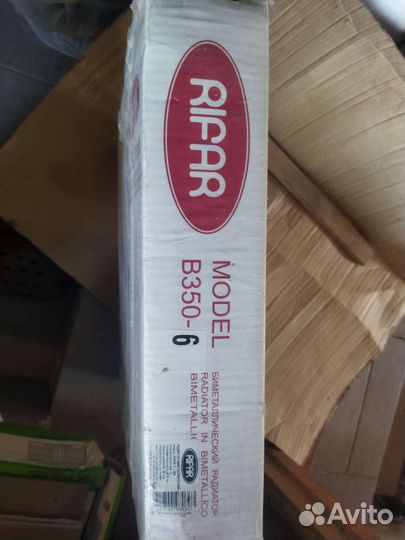 RIFAR
MODEL
B350-6
БИМЕТАЛЛИЧЕСКИЙ РАДИАТОР
RADIATOR IN BIMETALLICO
BIMETALLIC
RIFAR
Avito